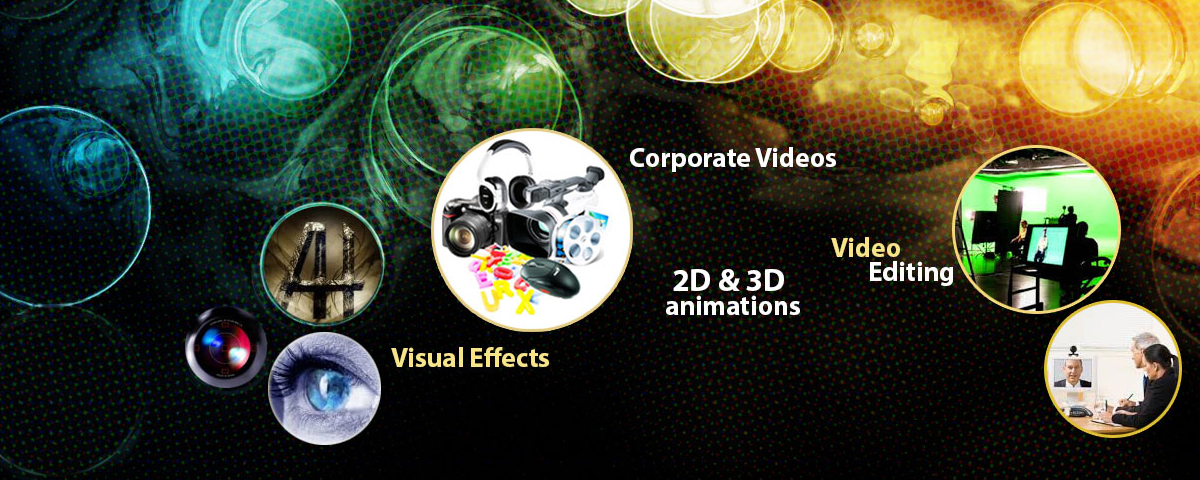 Corporate Videos
Video
Editing
2D & 3D
animations
Visual Effects